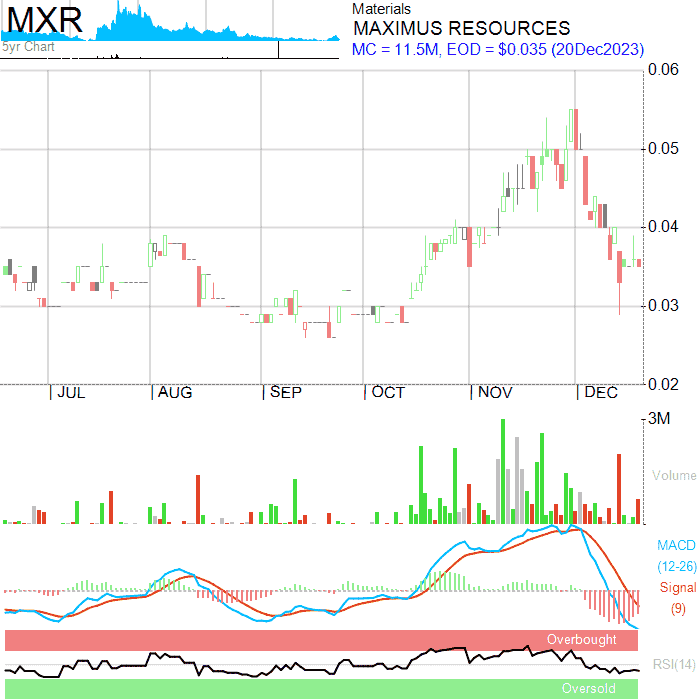 MXR
5yr Chart
Materials
MAXIMUS RESOURCES
MC = 11.5M, EOD = $0.035 (20Dec2023)
0.06
0.05
0.04
0.03
0.02
JUL AUG SEP OCT NOV DEC
3M
Volume
MACD
(12-26)
Signal
(9)
Overbought
RSI(14)
Oversold